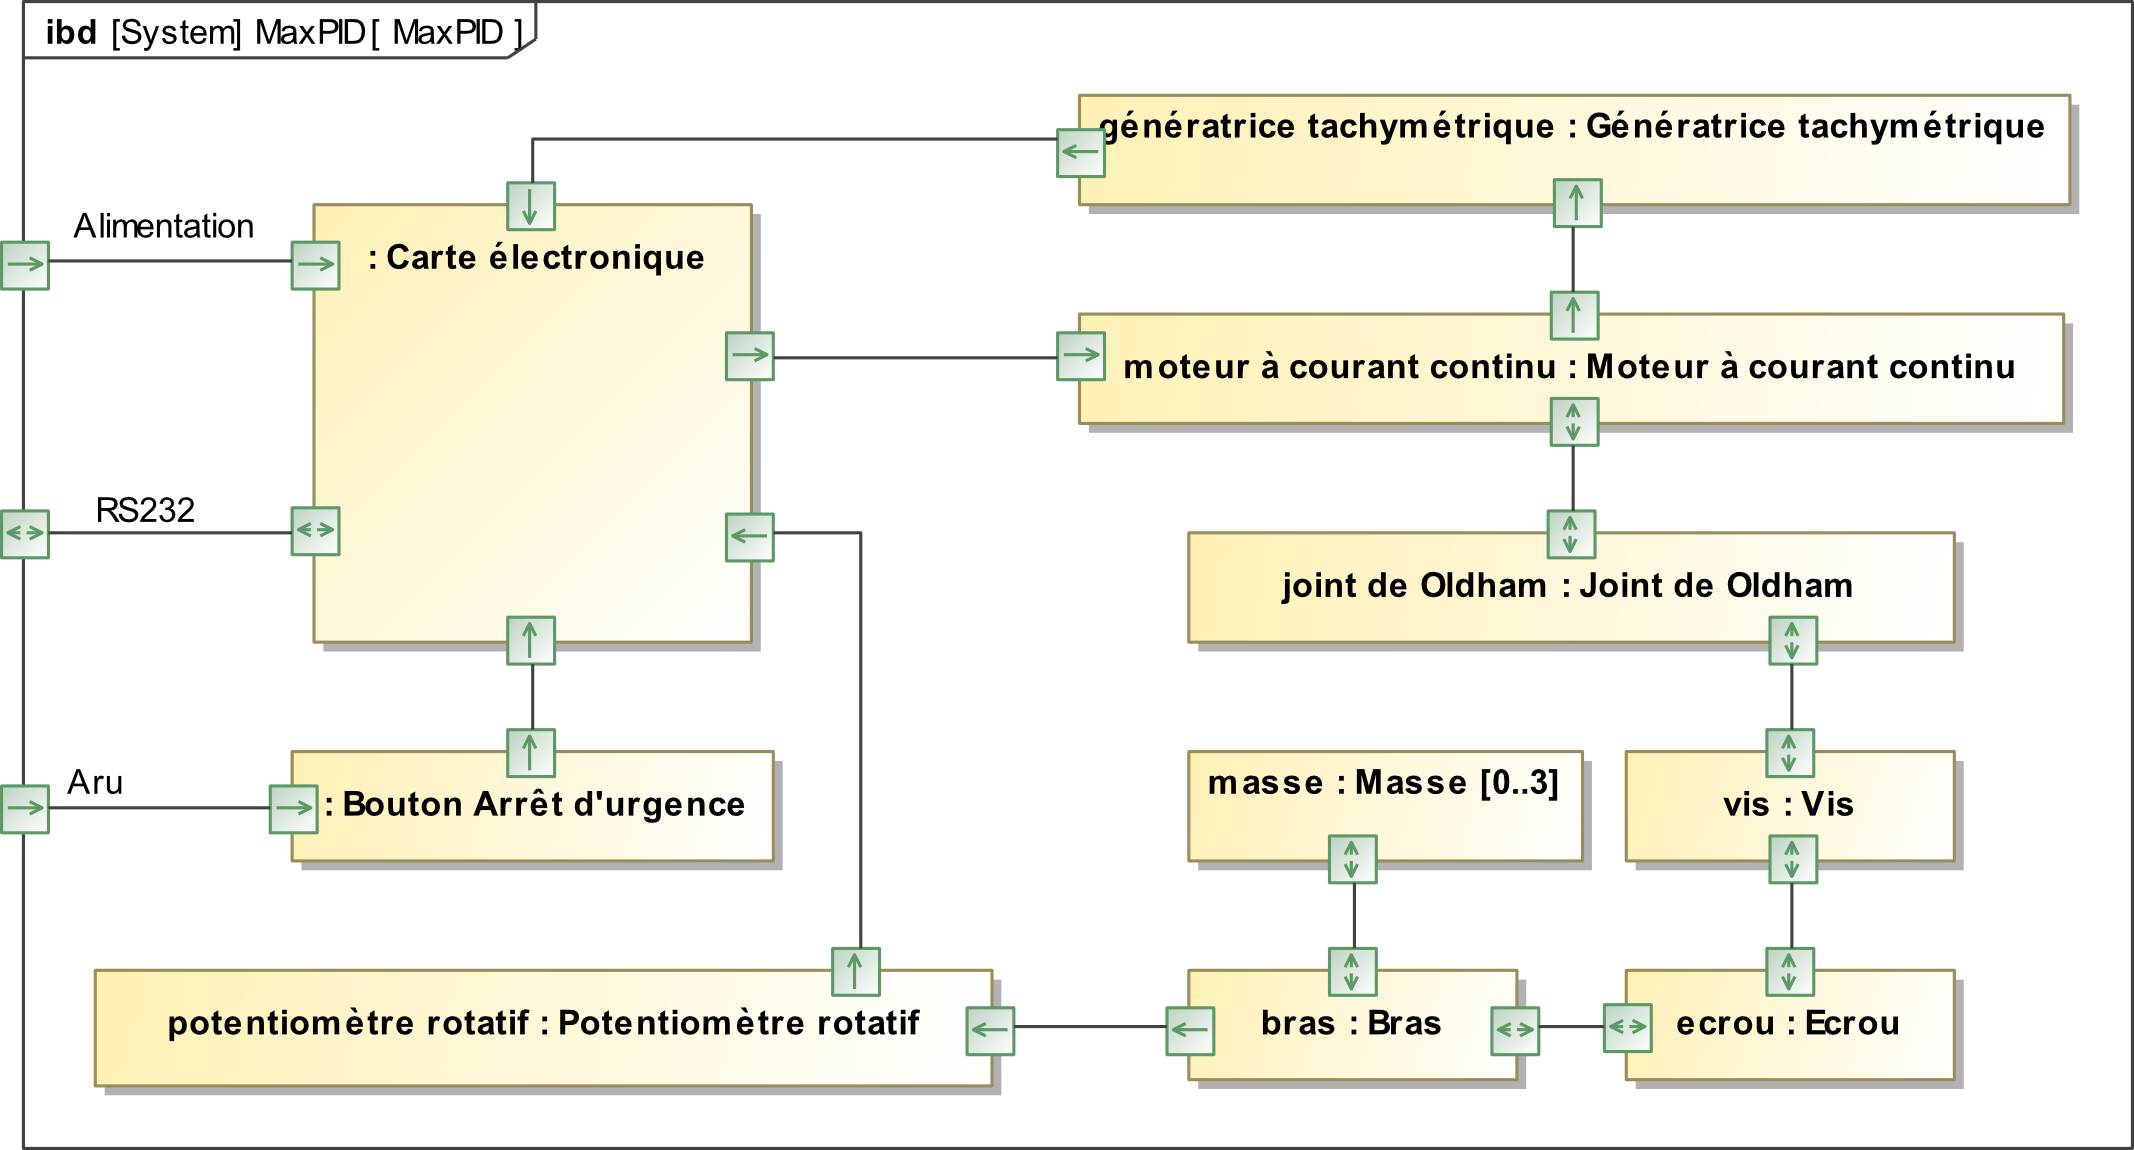 ibd [System] MaxPID[ MaxPID ]
génératrice tachymétrique : Génératrice tachymétrique
Alimentation
: Carte électronique
moteur à courant continu : Moteur à courant continu
RS232
joint de Oldham : Joint de Oldham
Aru
: Bouton Arrêt d'urgence
masse : Masse [0..3]
vis : Vis
potentiomètre rotatif : Potentiomètre rotatif
bras : Bras
ecrou : Ecrou